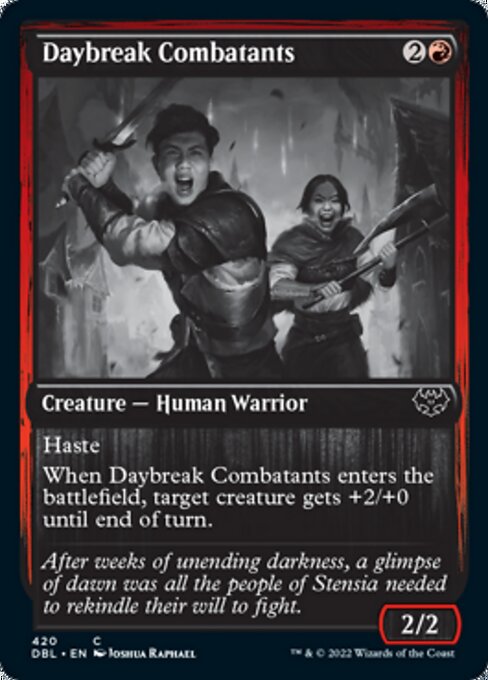 Daybreak Combatants 2
Creature — Human Warrior
Haste
When Daybreak Combatants enters the
battlefield, target creature gets +2/+0
until end of turn.
After weeks of unending darkness, a glimpse
of dawn was all the people of Stensia needed
to rekindle their will to fight.
2/2
420 C
DBL • EN Joshua Raphael ™ & © 2022 Wizards of the Coast